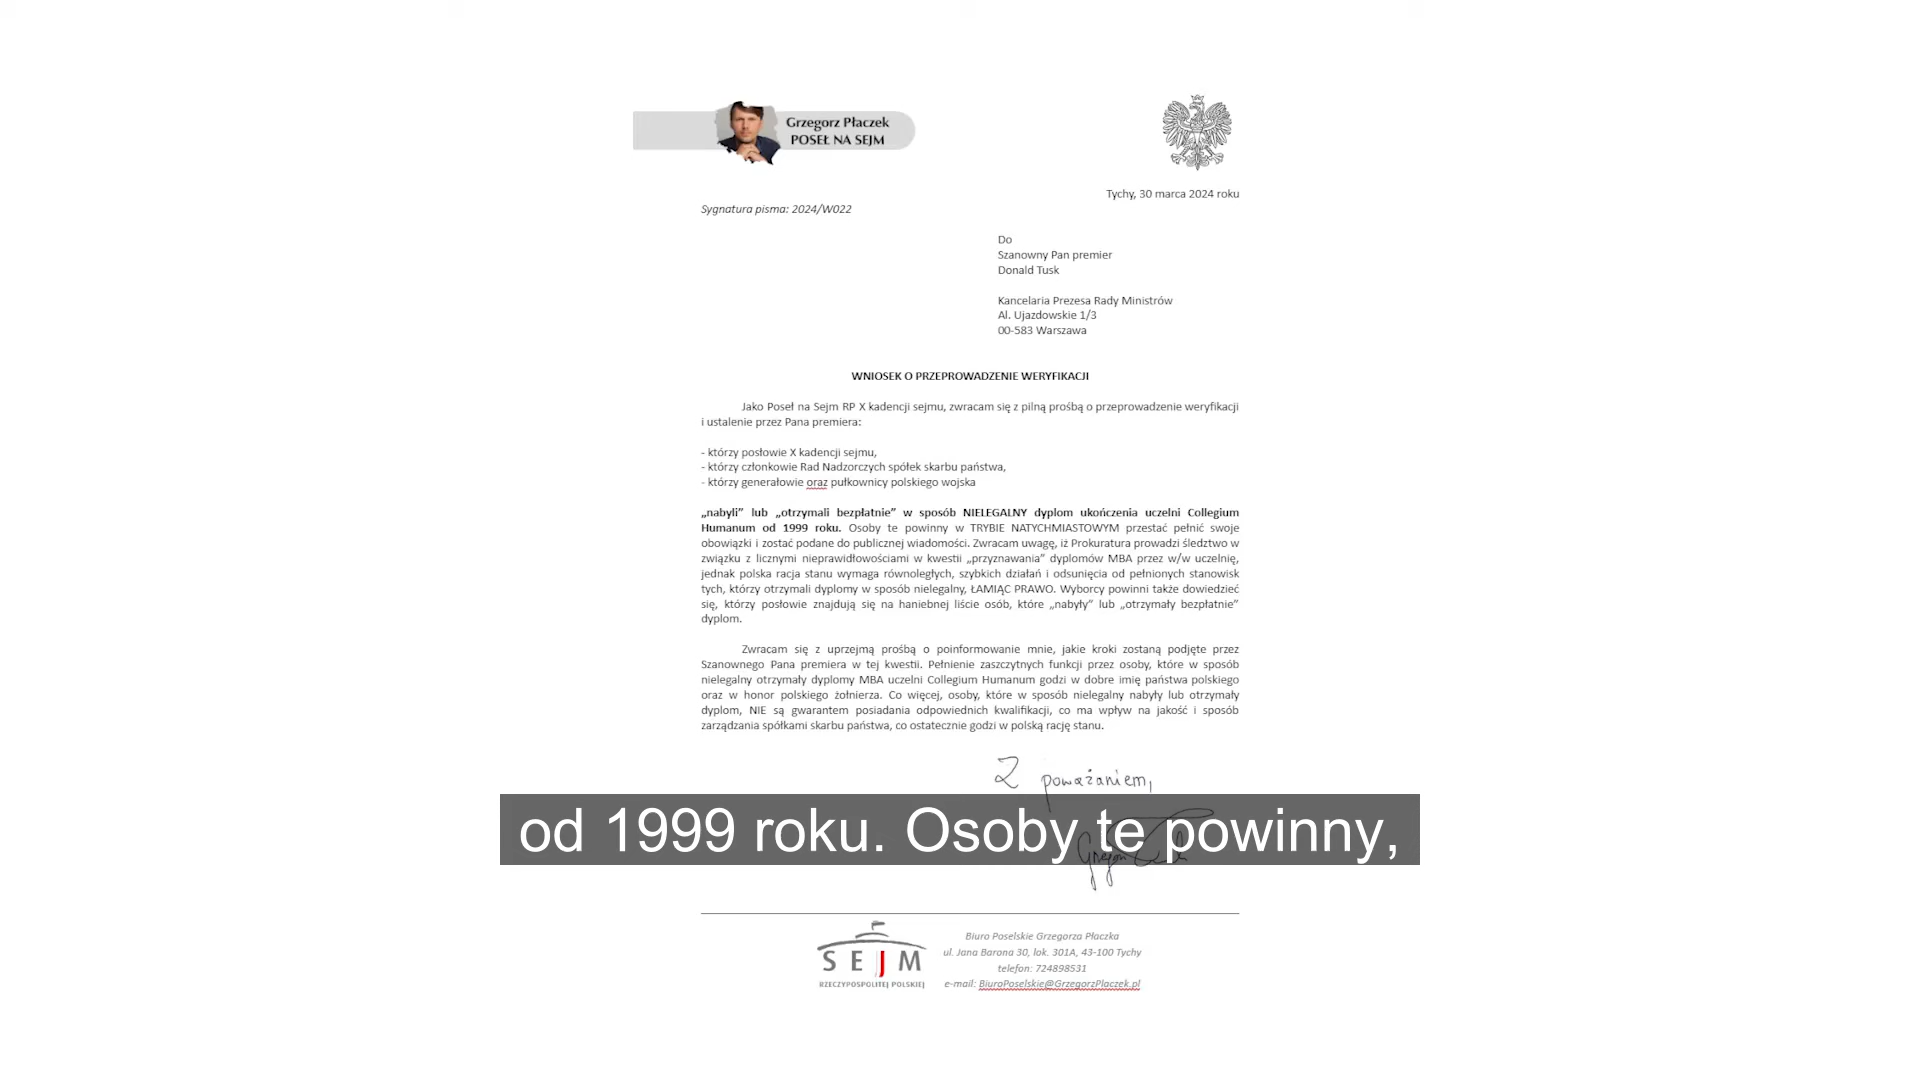 Grzegorz Płaczek
POSEŁ NA SEJM
Tychy, 30 marca 2024 roku
Sygnatura pisma: 2024/W022
Do
Szanowny Pan premier
Donald Tusk
Kancelaria Prezesa Rady Ministrów
Al. Ujazdowskie 1/3
00-583 Warszawa
WNIOSEK O PRZEPROWADZENIE WERYFIKACJI
Jako Poseł na Sejm RP X kadencji sejmu, zwracam się z pilną prośbą o przeprowadzenie weryfikacji
i ustalenie przez Pana premiera:
- którzy posłowie X kadencji sejmu,
- którzy członkowie Rad Nadzorczych spółek skarbu państwa,
- którzy generałowie oraz pułkownicy polskiego wojska
„nabyli” lub „otrzymali bezpłatnie” w sposób NIELEGALNY dyplom ukończenia uczelni Collegium
Humanum od 1999 roku. Osoby te powinny w TRYBIE NATYCHMIASTOWYM przestać pełnić swoje
obowiązki i zostać podane do publicznej wiadomości. Zwracam uwagę, iż Prokuratura prowadzi śledztwo w
związku z licznymi nieprawidłowościami w kwestii „przyznawania” dyplomów MBA przez w/w uczelnię,
jednak polska racja stanu wymaga równoległych, szybkich działań i odsunięcia od pełnionych stanowisk
tych, którzy otrzymali dyplomy w sposób nielegalny, ŁAMIĄC PRAWO. Wyborcy powinni także dowiedzieć
się, którzy posłowie znajdują się na haniebnej liście osób, które „nabyły” lub „otrzymały bezpłatnie”
dyplom.
Zwracam się z uprzejmą prośbą o poinformowanie mnie, jakie kroki zostaną podjęte przez
Szanownego Pana premiera w tej kwestii. Pełnienie zaszczytnych funkcji przez osoby, które w sposób
nielegalny otrzymały dyplomy MBA uczelni Collegium Humanum godzi w dobre imię państwa polskiego
oraz w honor polskiego żołnierza. Co więcej, osoby, które w sposób nielegalny nabyły lub otrzymały
dyplom, NIE są gwarantem posiadania odpowiednich kwalifikacji, co ma wpływ na jakość i sposób
zarządzania spółkami skarbu państwa, co ostatecznie godzi w polską rację stanu.
Z poważaniem,
od 1999 roku. Osoby te powinny,
SEJM
RZECZYPOSPOLITEJ POLSKIEJ
Biuro Poselskie Grzegorza Płaczka
ul. Jana Barona 30, lok. 301A, 43-100 Tychy
telefon: 724898531
e-mail: BiuroPoselskie@GrzegorzPlaczek.pl